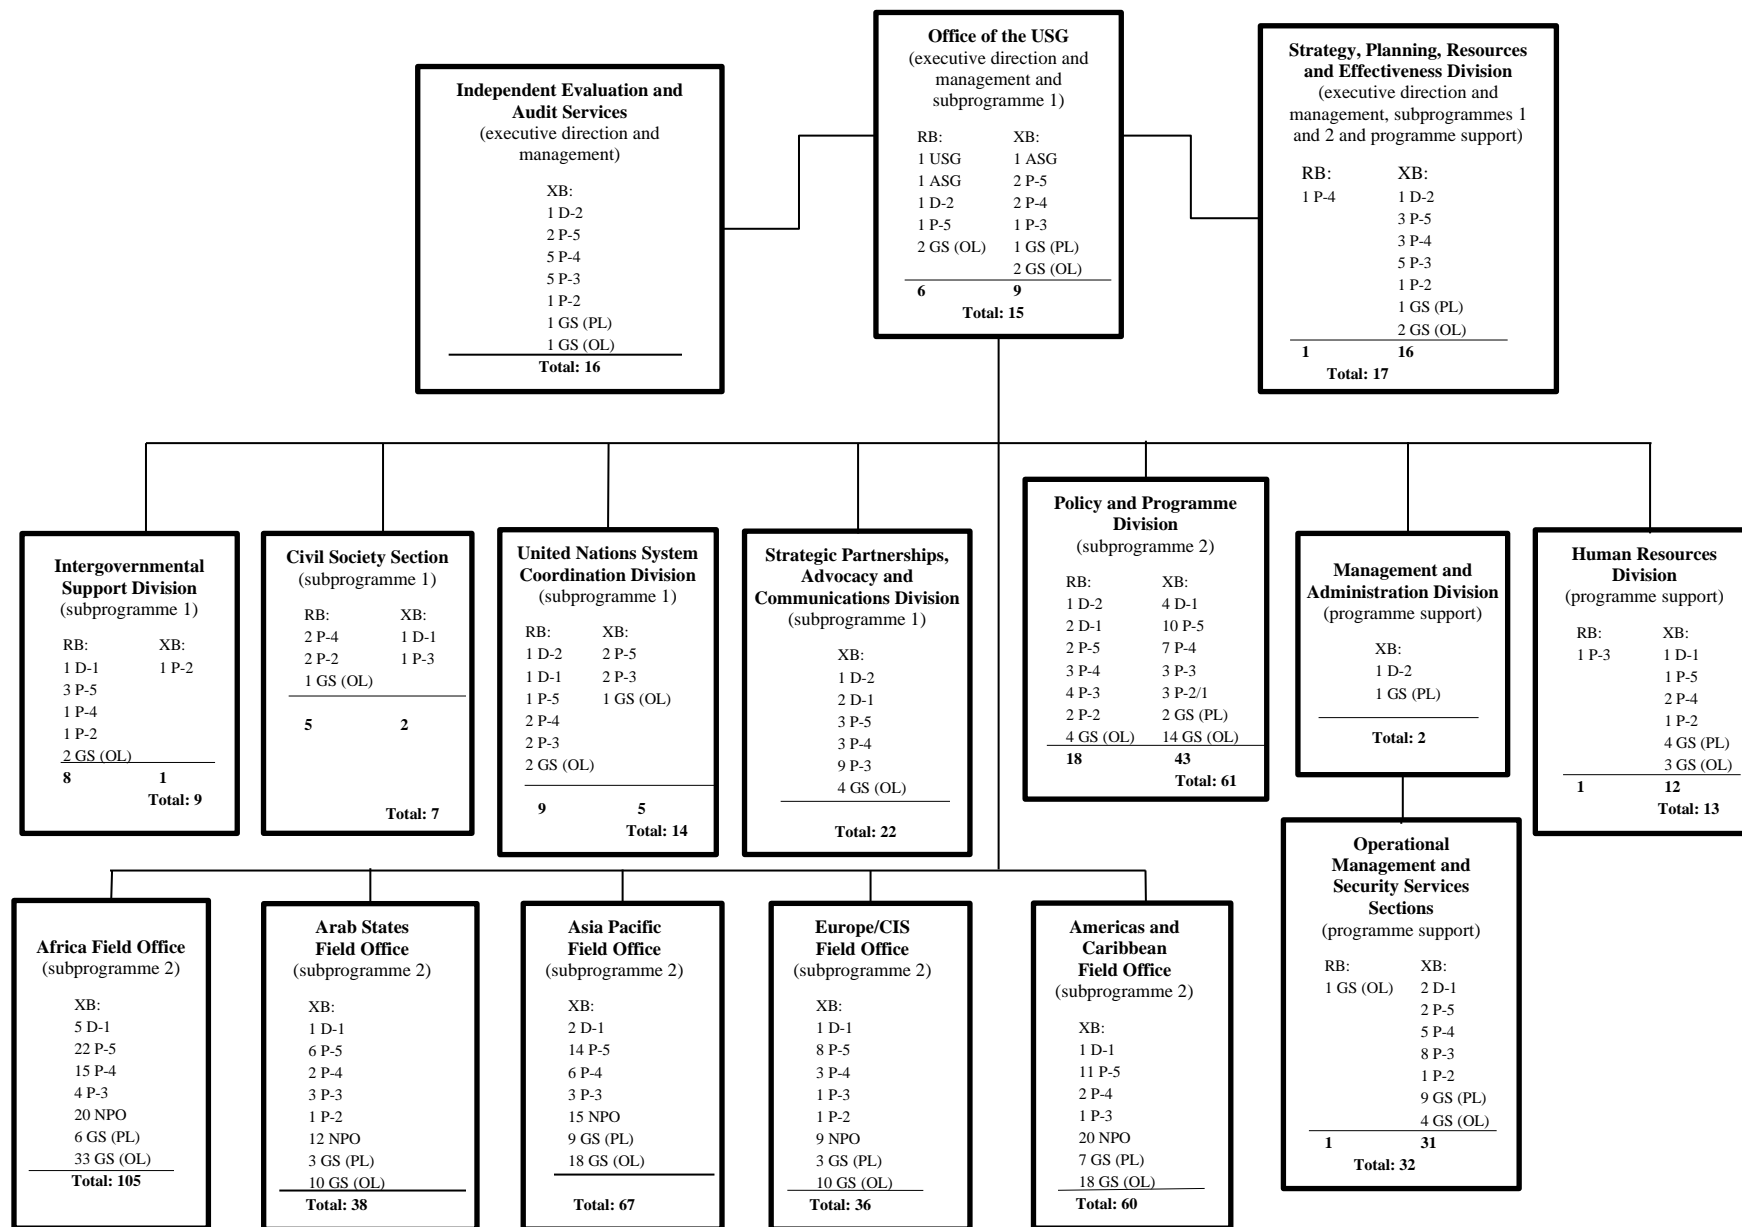 Office of the USG
(executive direction and
management and
subprogramme 1)
RB:
1 USG
1 ASG
1 D-2
1 P-5
2 GS (OL)
XB:
1 ASG
2 P-5
2 P-4
1 P-3
1 GS (PL)
2 GS (OL)
6 9
Total: 15
Independent Evaluation and
Audit Services
(executive direction and
management)
XB:
1 D-2
2 P-5
5 P-4
5 P-3
1 P-2
1 GS (PL)
1 GS (OL)
Total: 16
Strategy, Planning, Resources
and Effectiveness Division
(executive direction and
management, subprogrammes 1
and 2 and programme support)
RB:
1 P-4
XB:
1 D-2
3 P-5
3 P-4
5 P-3
1 P-2
1 GS (PL)
2 GS (OL)
1 16
Total: 17
Intergovernmental
Support Division
(subprogramme 1)
RB:
1 D-1
3 P-5
1 P-4
1 P-2
2 GS (OL)
XB:
1 P-2
8 1
Total: 9
Civil Society Section
(subprogramme 1)
RB:
2 P-4
2 P-2
1 GS (OL)
XB:
1 D-1
1 P-3
5 2
Total: 7
United Nations System
Coordination Division
(subprogramme 1)
RB:
1 D-2
1 D-1
1 P-5
2 P-4
2 P-3
2 GS (OL)
XB:
2 P-5
2 P-3
1 GS (OL)
9 5
Total: 14
Strategic Partnerships,
Advocacy and
Communications Division
(subprogramme 1)
XB:
1 D-2
2 D-1
3 P-5
3 P-4
9 P-3
4 GS (OL)
Total: 22
Policy and Programme
Division
(subprogramme 2)
RB:
1 D-2
2 D-1
2 P-5
3 P-4
4 P-3
2 P-2
4 GS (OL)
XB:
4 D-1
10 P-5
7 P-4
3 P-3
3 P-2/1
2 GS (PL)
14 GS (OL)
18 43
Total: 61
Management and
Administration Division
(programme support)
XB:
1 D-2
1 GS (PL)
Total: 2
Human Resources
Division
(programme support)
RB:
1 P-3
XB:
1 D-1
1 P-5
2 P-4
1 P-2
4 GS (PL)
3 GS (OL)
1 12
Total: 13
Operational
Management and
Security Services
Sections
(programme support)
RB:
1 GS (OL)
XB:
2 D-1
2 P-5
5 P-4
8 P-3
1 P-2
9 GS (PL)
4 GS (OL)
1 31
Total: 32
Africa Field Office
(subprogramme 2)
XB:
5 D-1
22 P-5
15 P-4
4 P-3
20 NPO
6 GS (PL)
33 GS (OL)
Total: 105
Arab States
Field Office
(subprogramme 2)
XB:
1 D-1
6 P-5
2 P-4
3 P-3
1 P-2
12 NPO
3 GS (PL)
10 GS (OL)
Total: 38
Asia Pacific
Field Office
(subprogramme 2)
XB:
2 D-1
14 P-5
6 P-4
3 P-3
15 NPO
9 GS (PL)
18 GS (OL)
Total: 67
Europe/CIS
Field Office
(subprogramme 2)
XB:
1 D-1
8 P-5
3 P-4
1 P-3
1 P-2
9 NPO
3 GS (PL)
10 GS (OL)
Total: 36
Americas and
Caribbean
Field Office
(subprogramme 2)
XB:
1 D-1
11 P-5
2 P-4
1 P-3
20 NPO
7 GS (PL)
18 GS (OL)
Total: 60